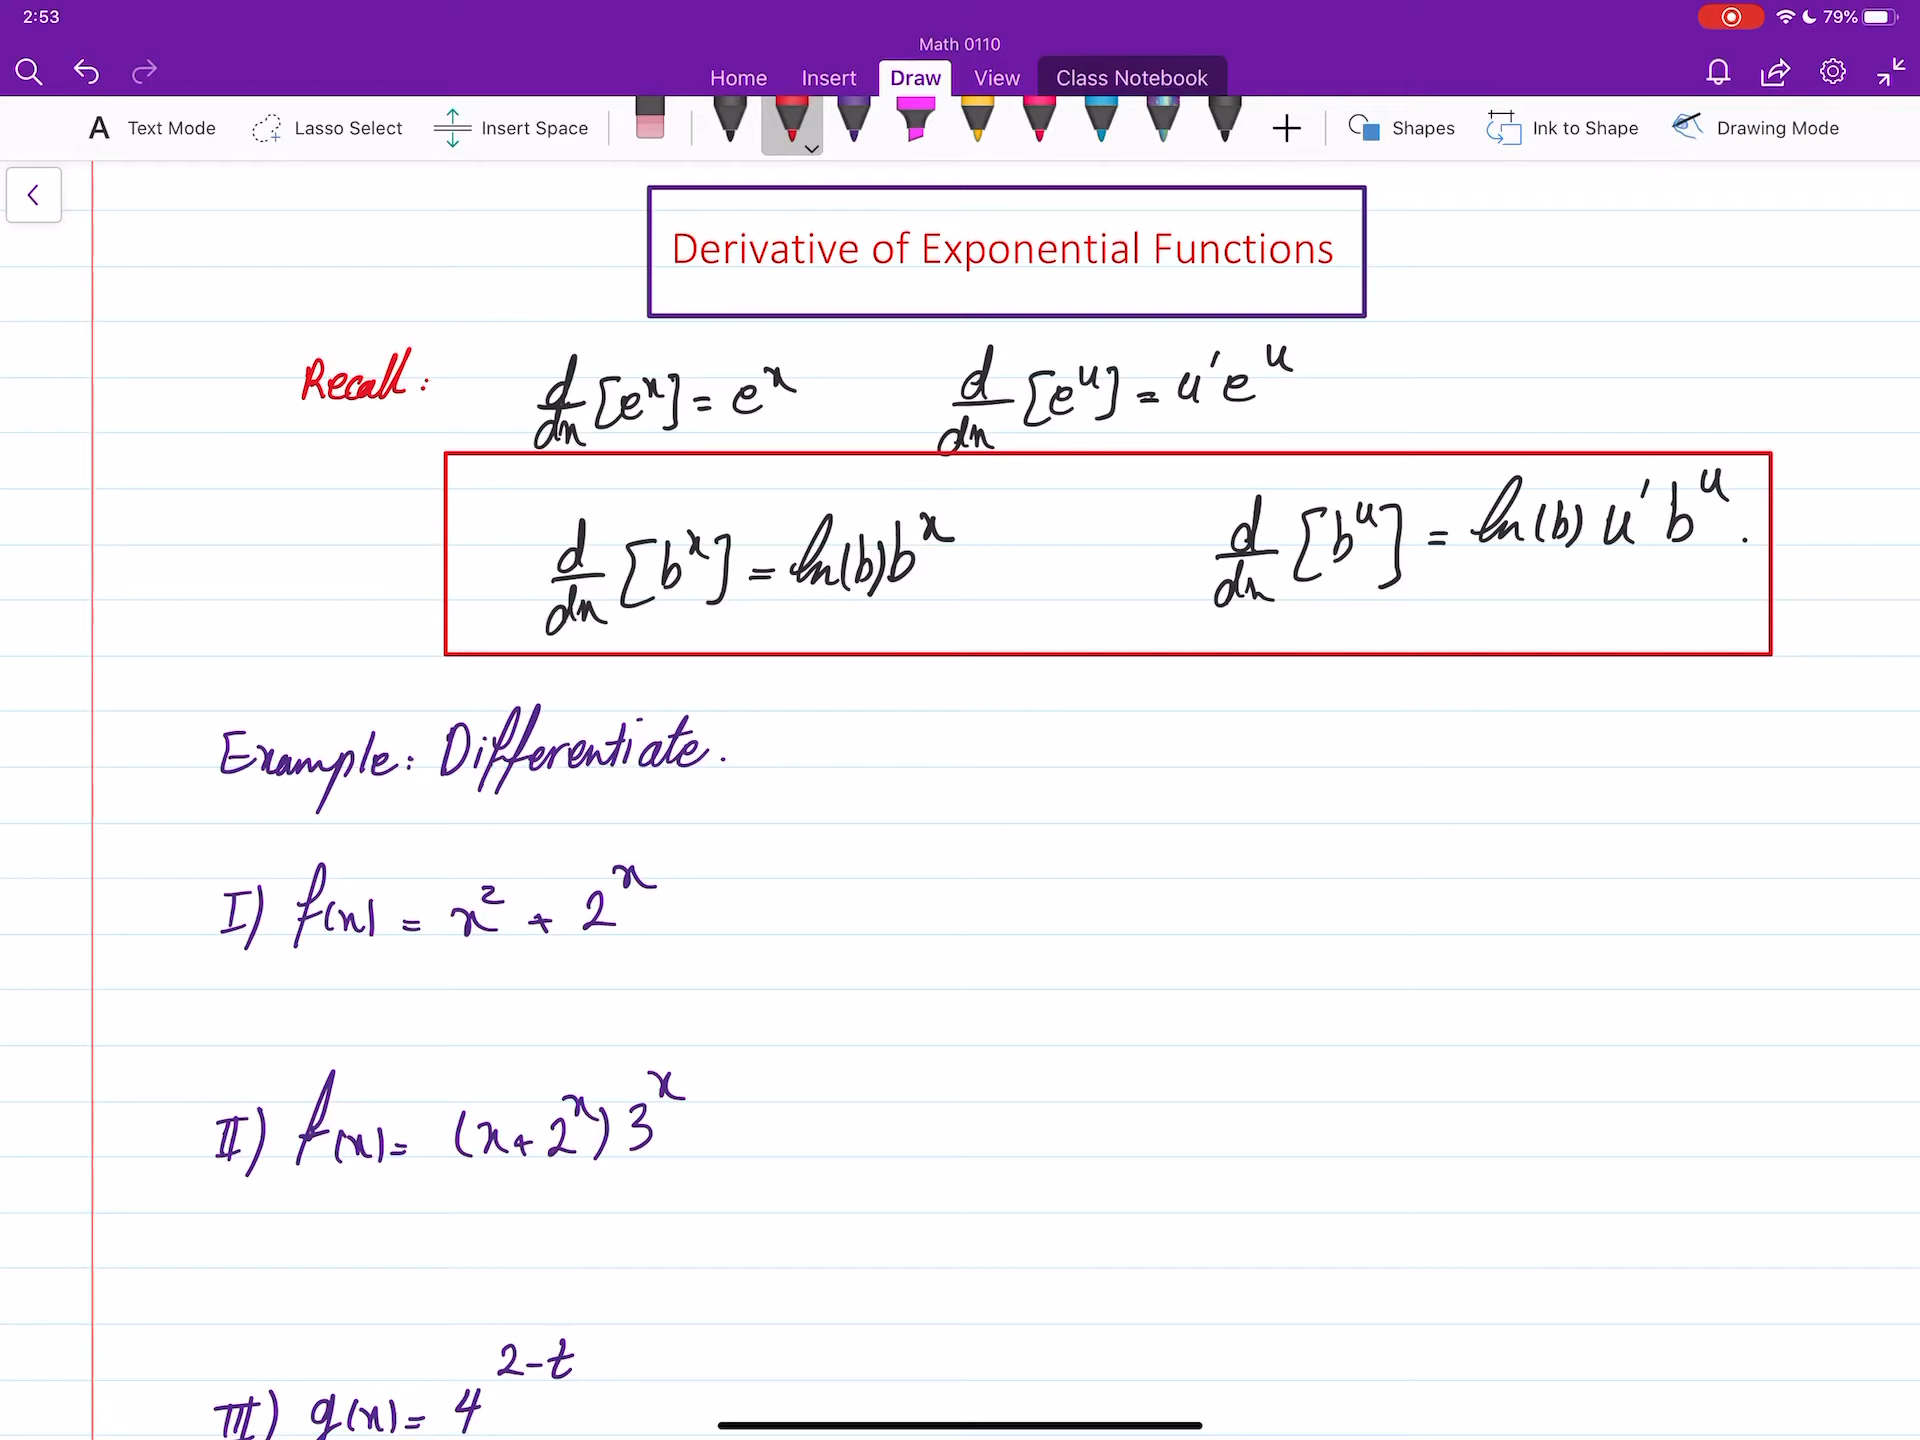 2:53
79%
Math 0110
Home Insert Draw View Class Notebook
A Text Mode Lasso Select Insert Space Shapes Ink to Shape Drawing Mode
Derivative of Exponential Functions
Recall: d/dx [e^x] = e^x d/dx [e^u] = u' e^u
d/dx [b^x] = ln(b) b^x d/dx [b^u] = ln(b) u' b^u.
Example: Differentiate.
I) f(x) = x^2 + 2^x
II) f(x) = (x + 2^x) 3^x
III) g(x) = 4^(2-t)